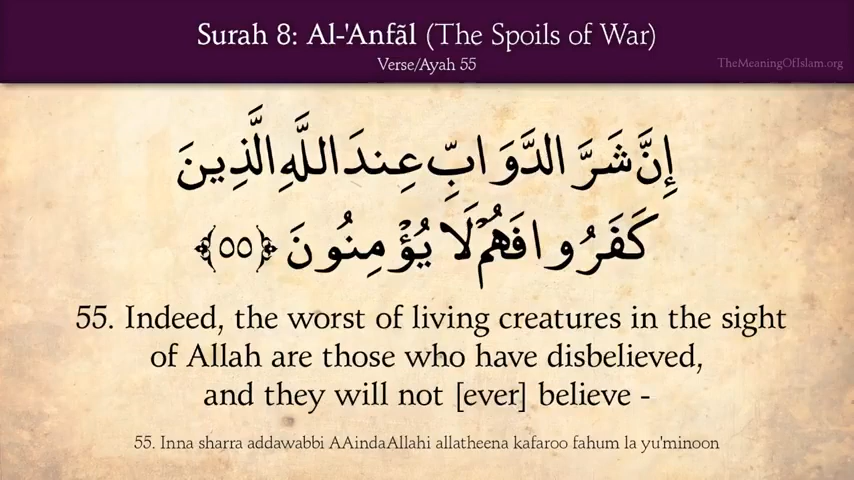 Surah 8: Al-'Anfãl (The Spoils of War)
Verse/Ayah 55
TheMeaningOfIslam.org
إِنَّ شَرَّ الدَّوَابِّ عِندَ اللَّهِ الَّذِينَ
كَفَرُوا فَهُمْ لَا يُؤْمِنُونَ ﴿٥٥﴾
55. Indeed, the worst of living creatures in the sight
of Allah are those who have disbelieved,
and they will not [ever] believe -
55. Inna sharra addawabbi AAindaAllahi allatheena kafaroo fahum la yu'minoon